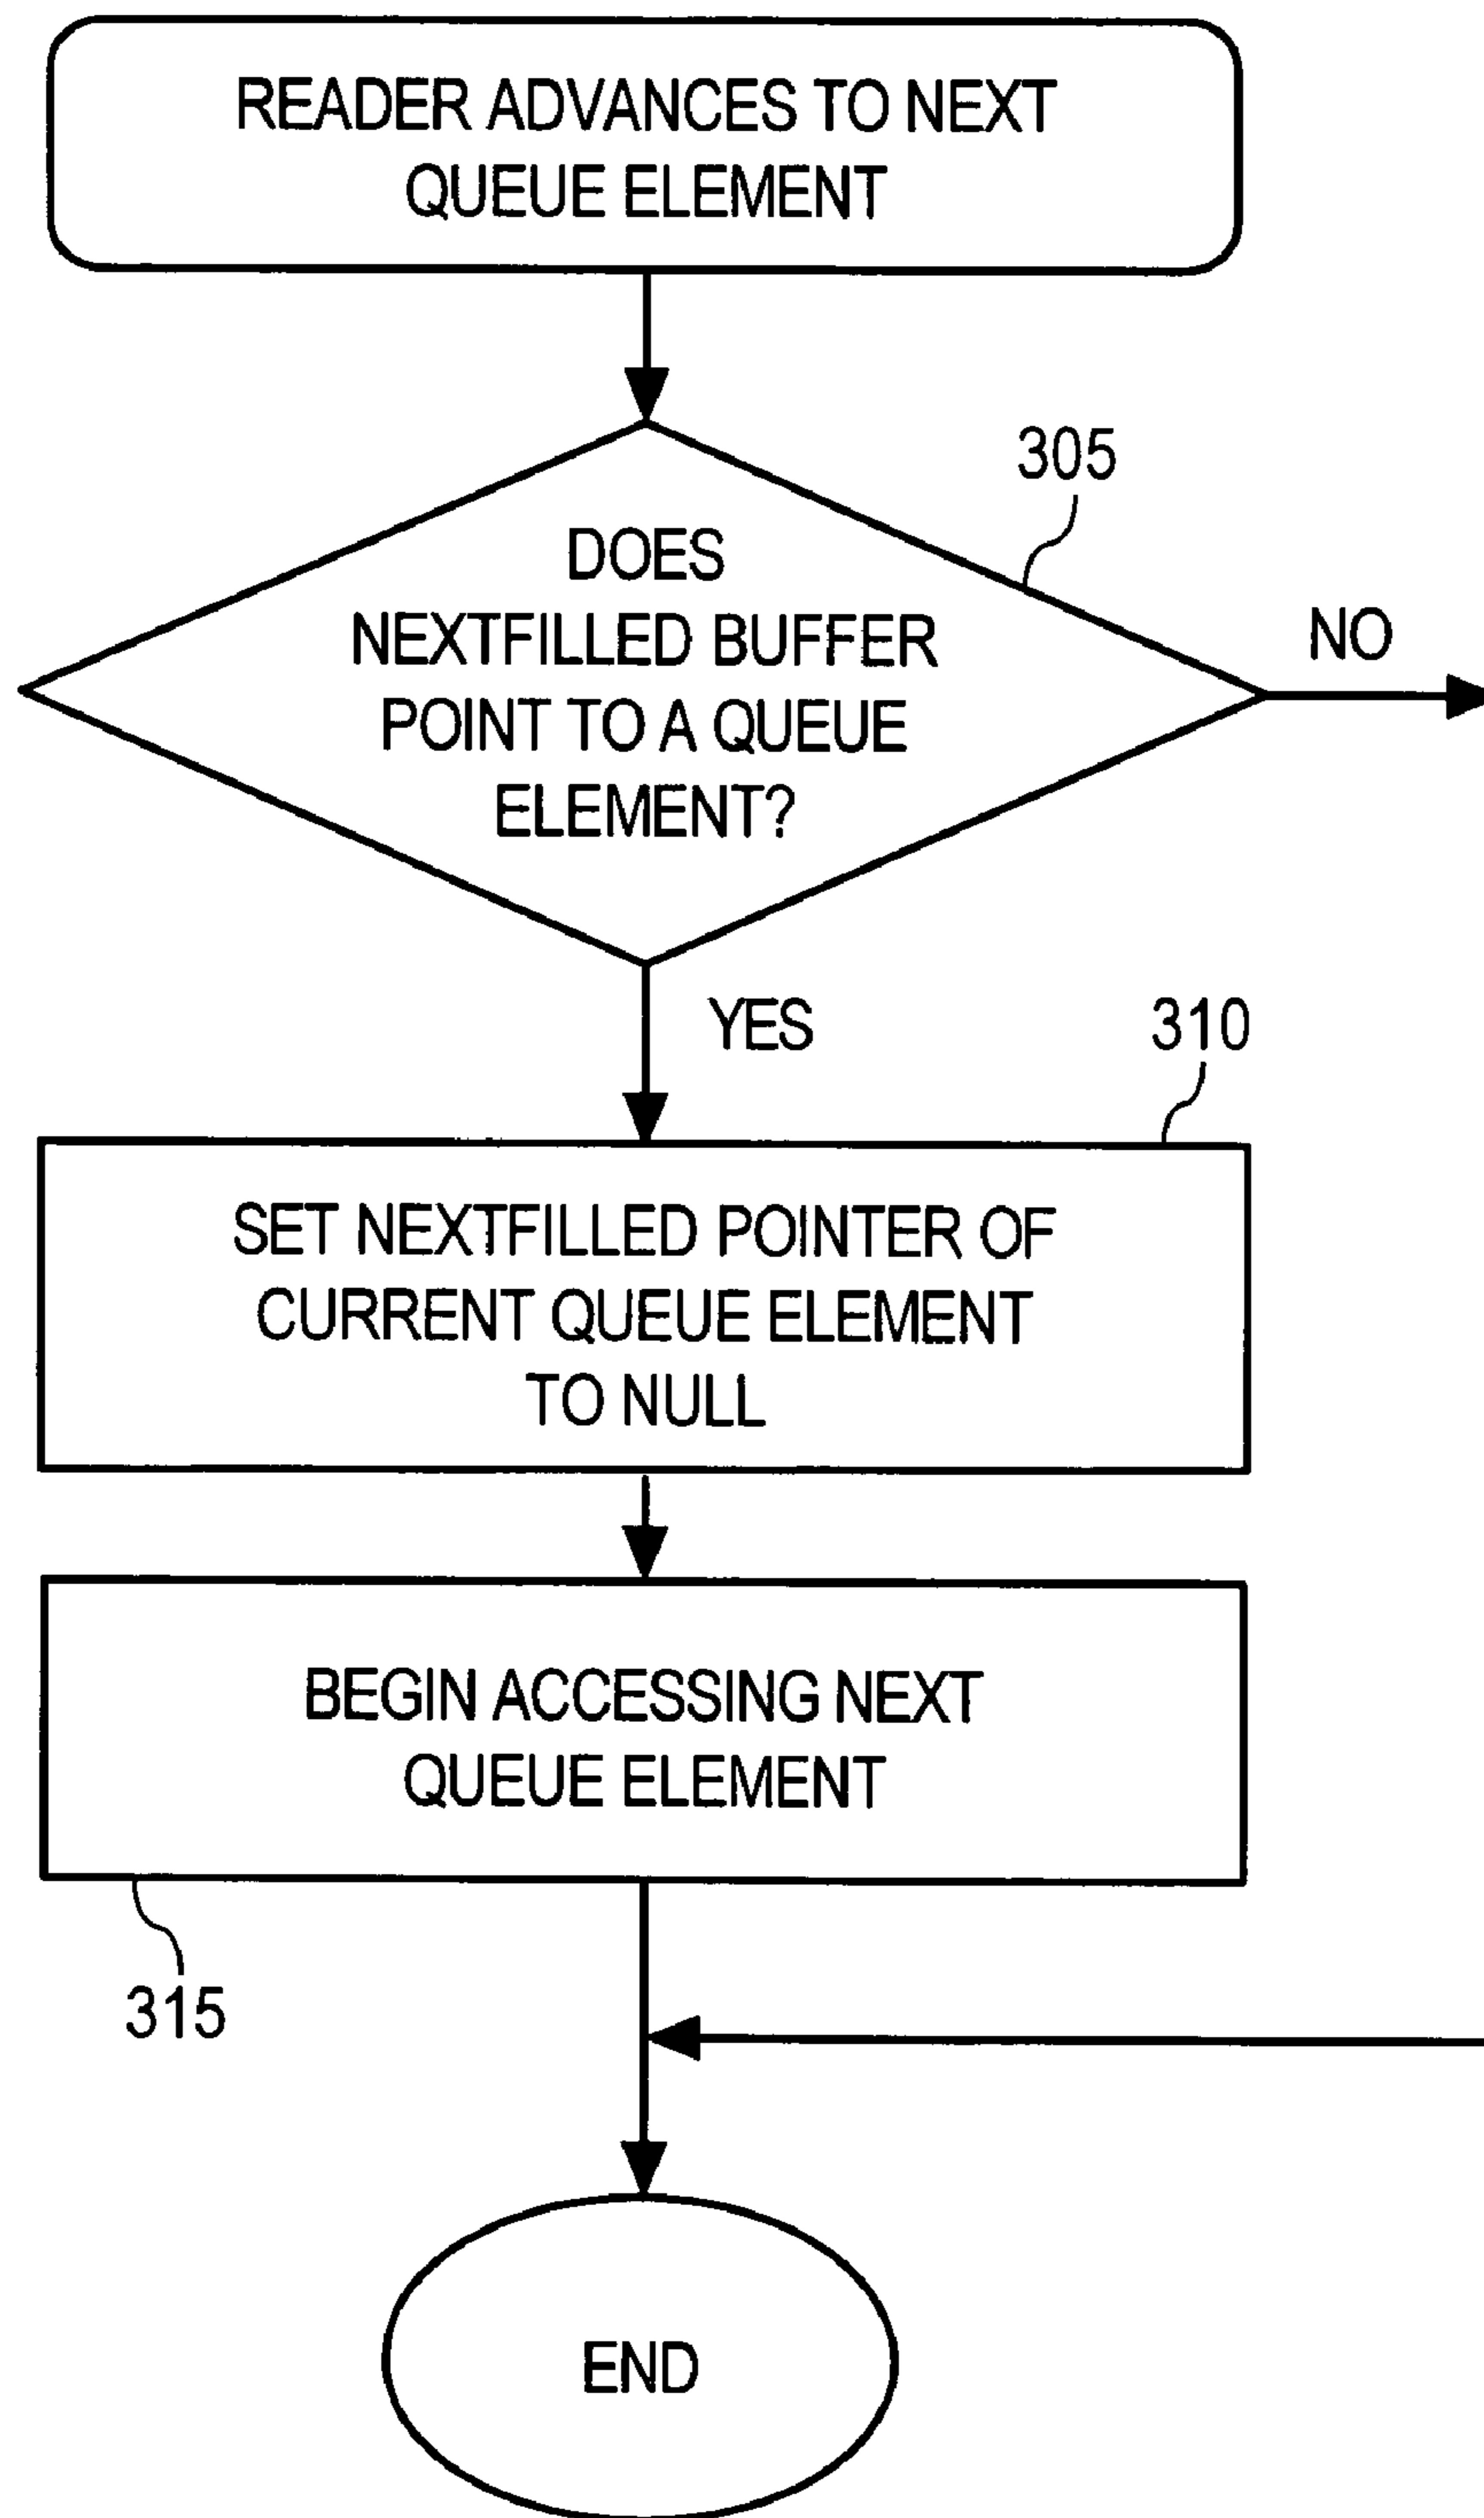 READER ADVANCES TO NEXT
QUEUE ELEMENT
305
DOES
NEXTFILLED BUFFER
POINT TO A QUEUE
ELEMENT?
NO
YES
310
SET NEXTFILLED POINTER OF
CURRENT QUEUE ELEMENT
TO NULL
BEGIN ACCESSING NEXT
QUEUE ELEMENT
315
END